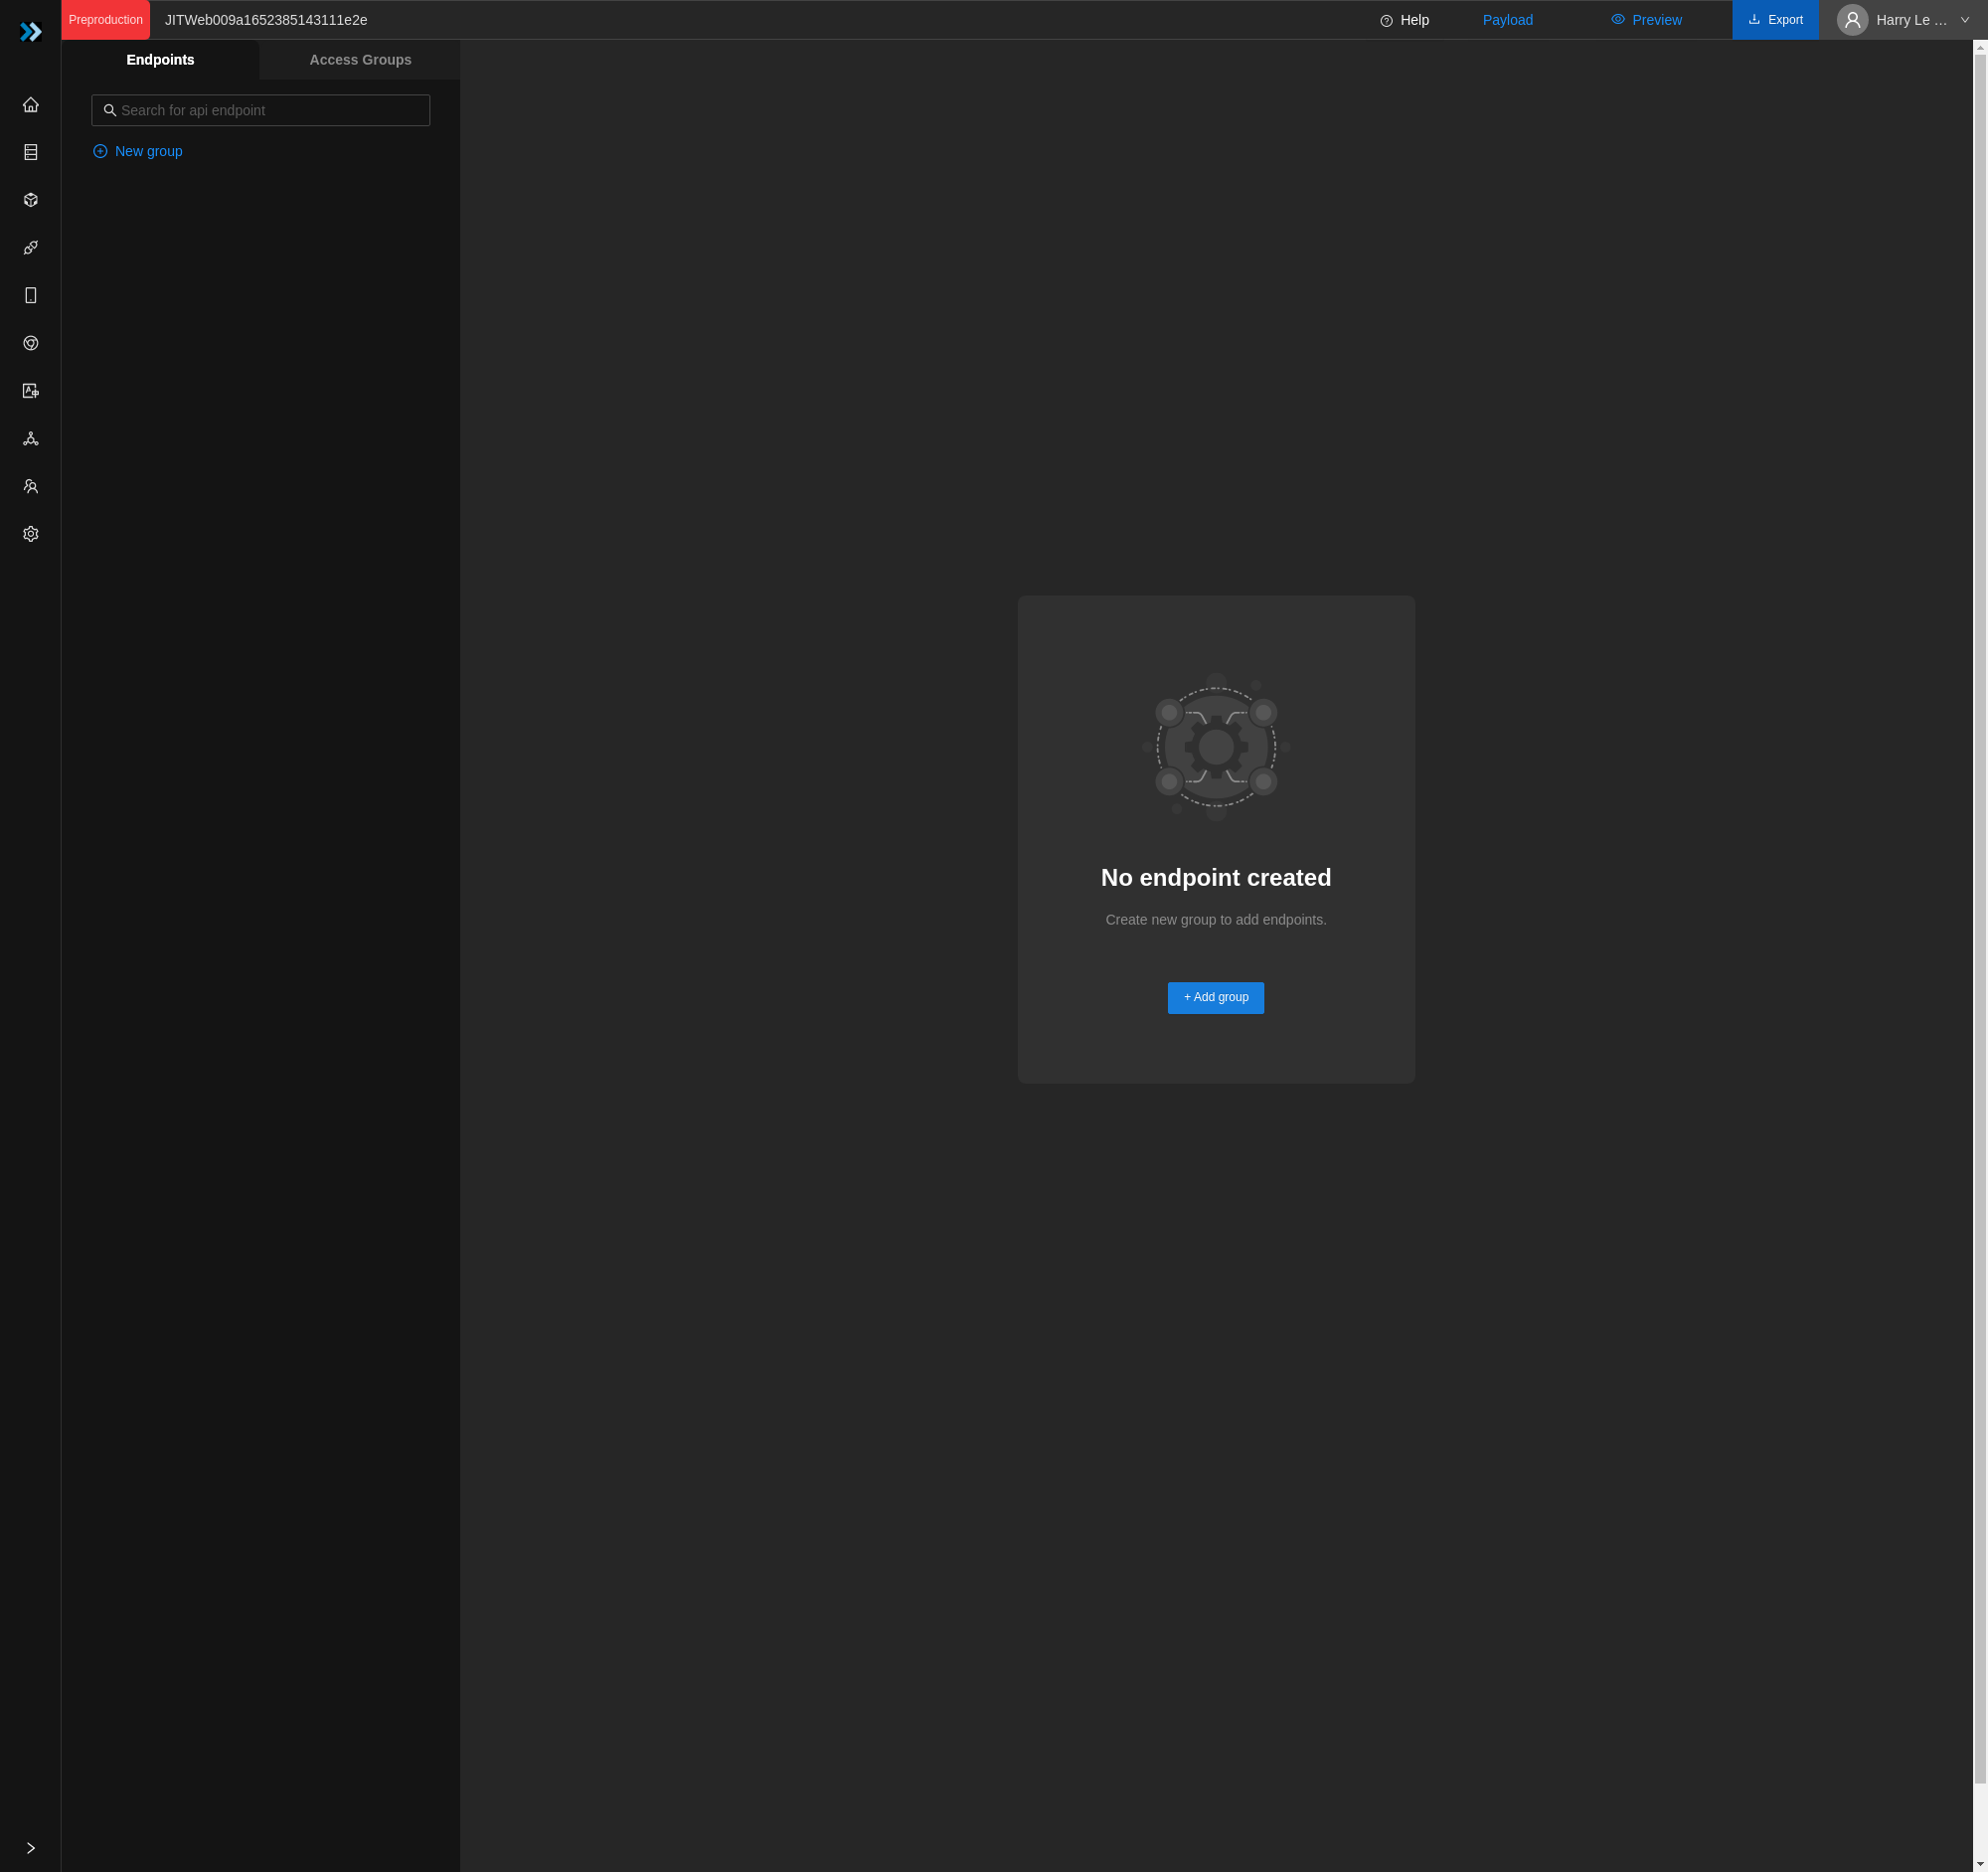 Preproduction
JITWeb009a1652385143111e2e
Help
Payload
Preview
Export
Harry Le ...
Endpoints
Access Groups
Search for api endpoint
New group
No endpoint created
Create new group to add endpoints.
+ Add group